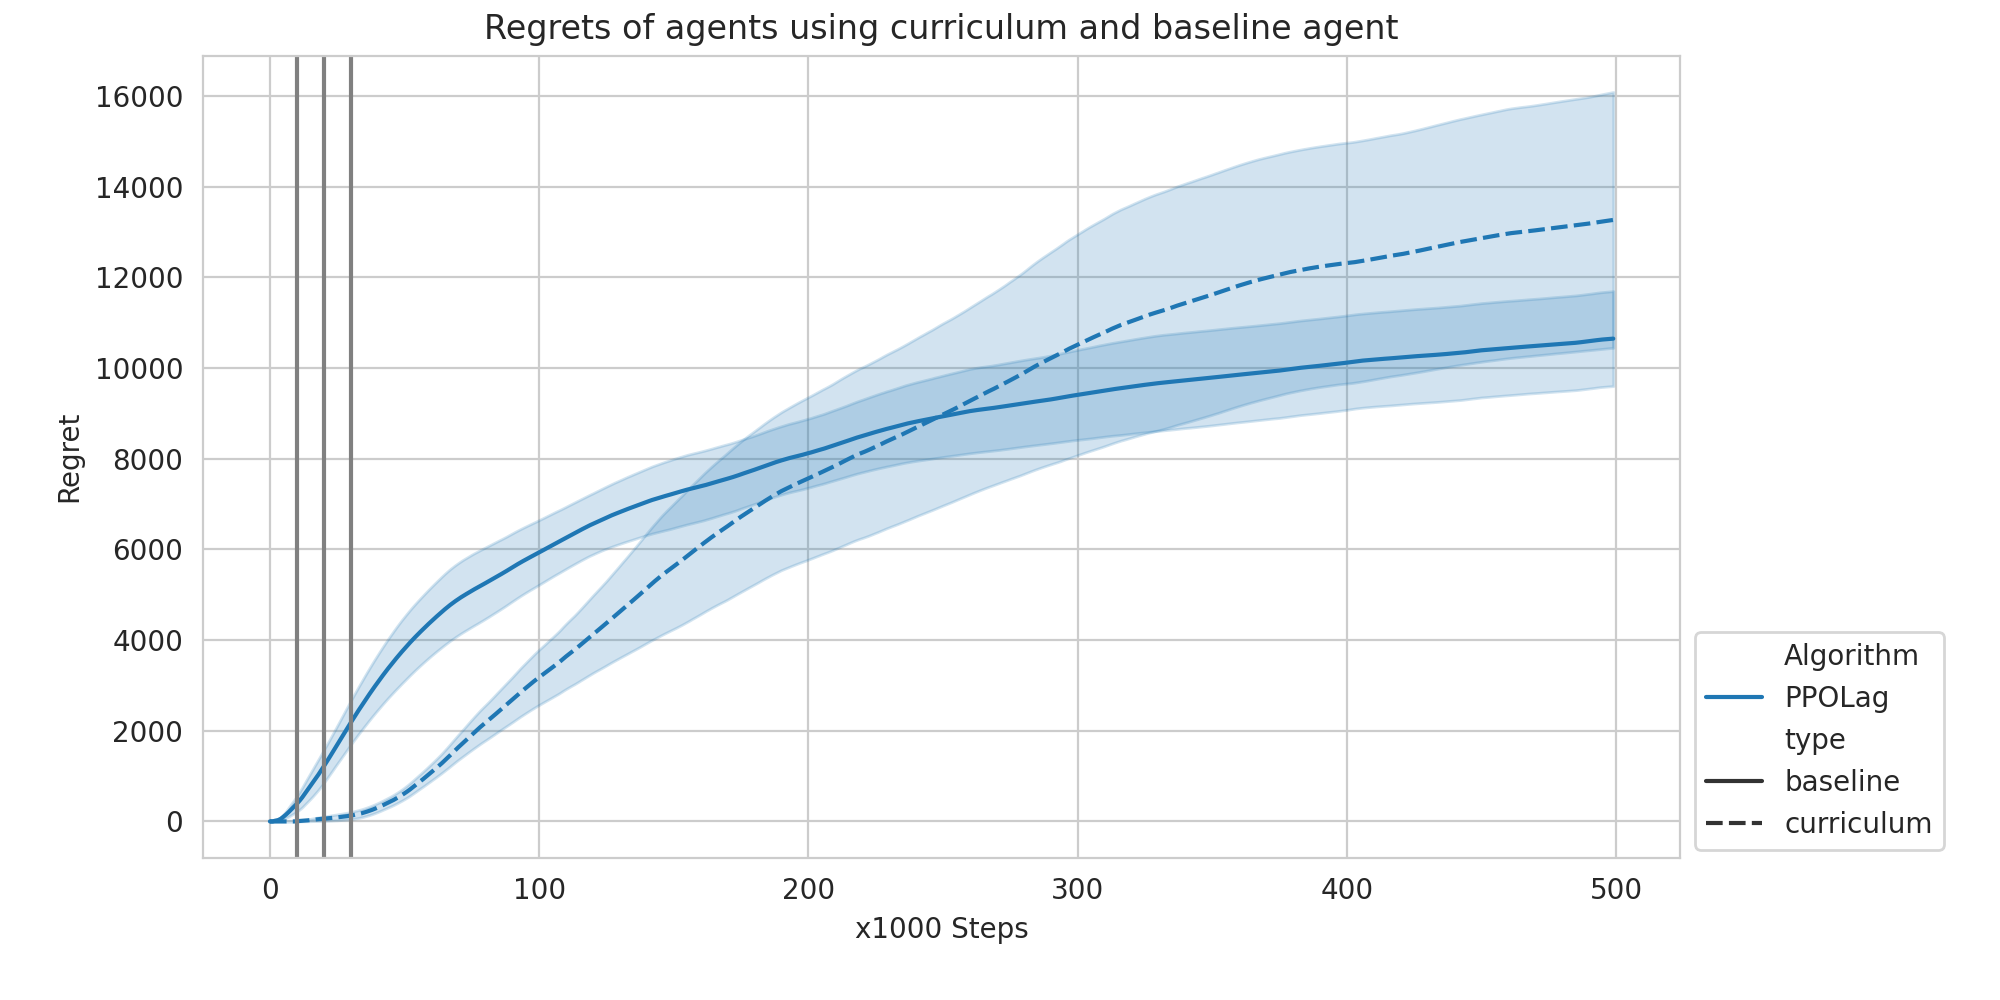 Regrets of agents using curriculum and baseline agent
16000
14000
12000
10000
8000
6000
4000
2000
0
Regret
0 100 200 300 400 500
x1000 Steps
Algorithm
PPOLag
type
baseline
curriculum